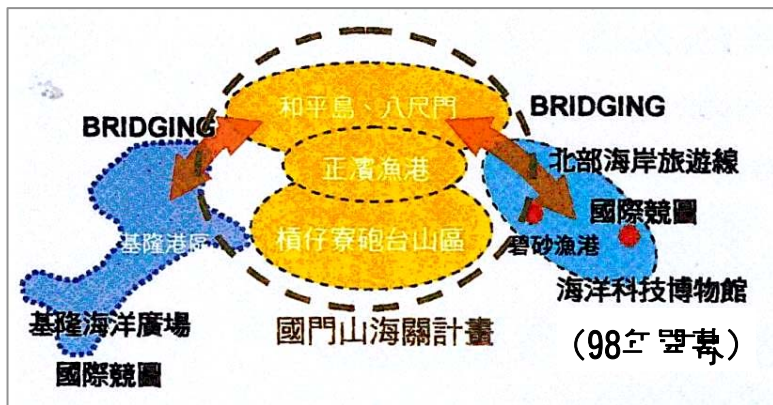 和平島、八尺門
BRIDGING
BRIDGING
正濱漁港
北部海岸旅遊線
國際競圖
基隆港區
槓仔寮砲台山區
碧砂漁港
海洋科技博物館
基隆海洋廣場
國門山海關計畫
國際競圖
(98